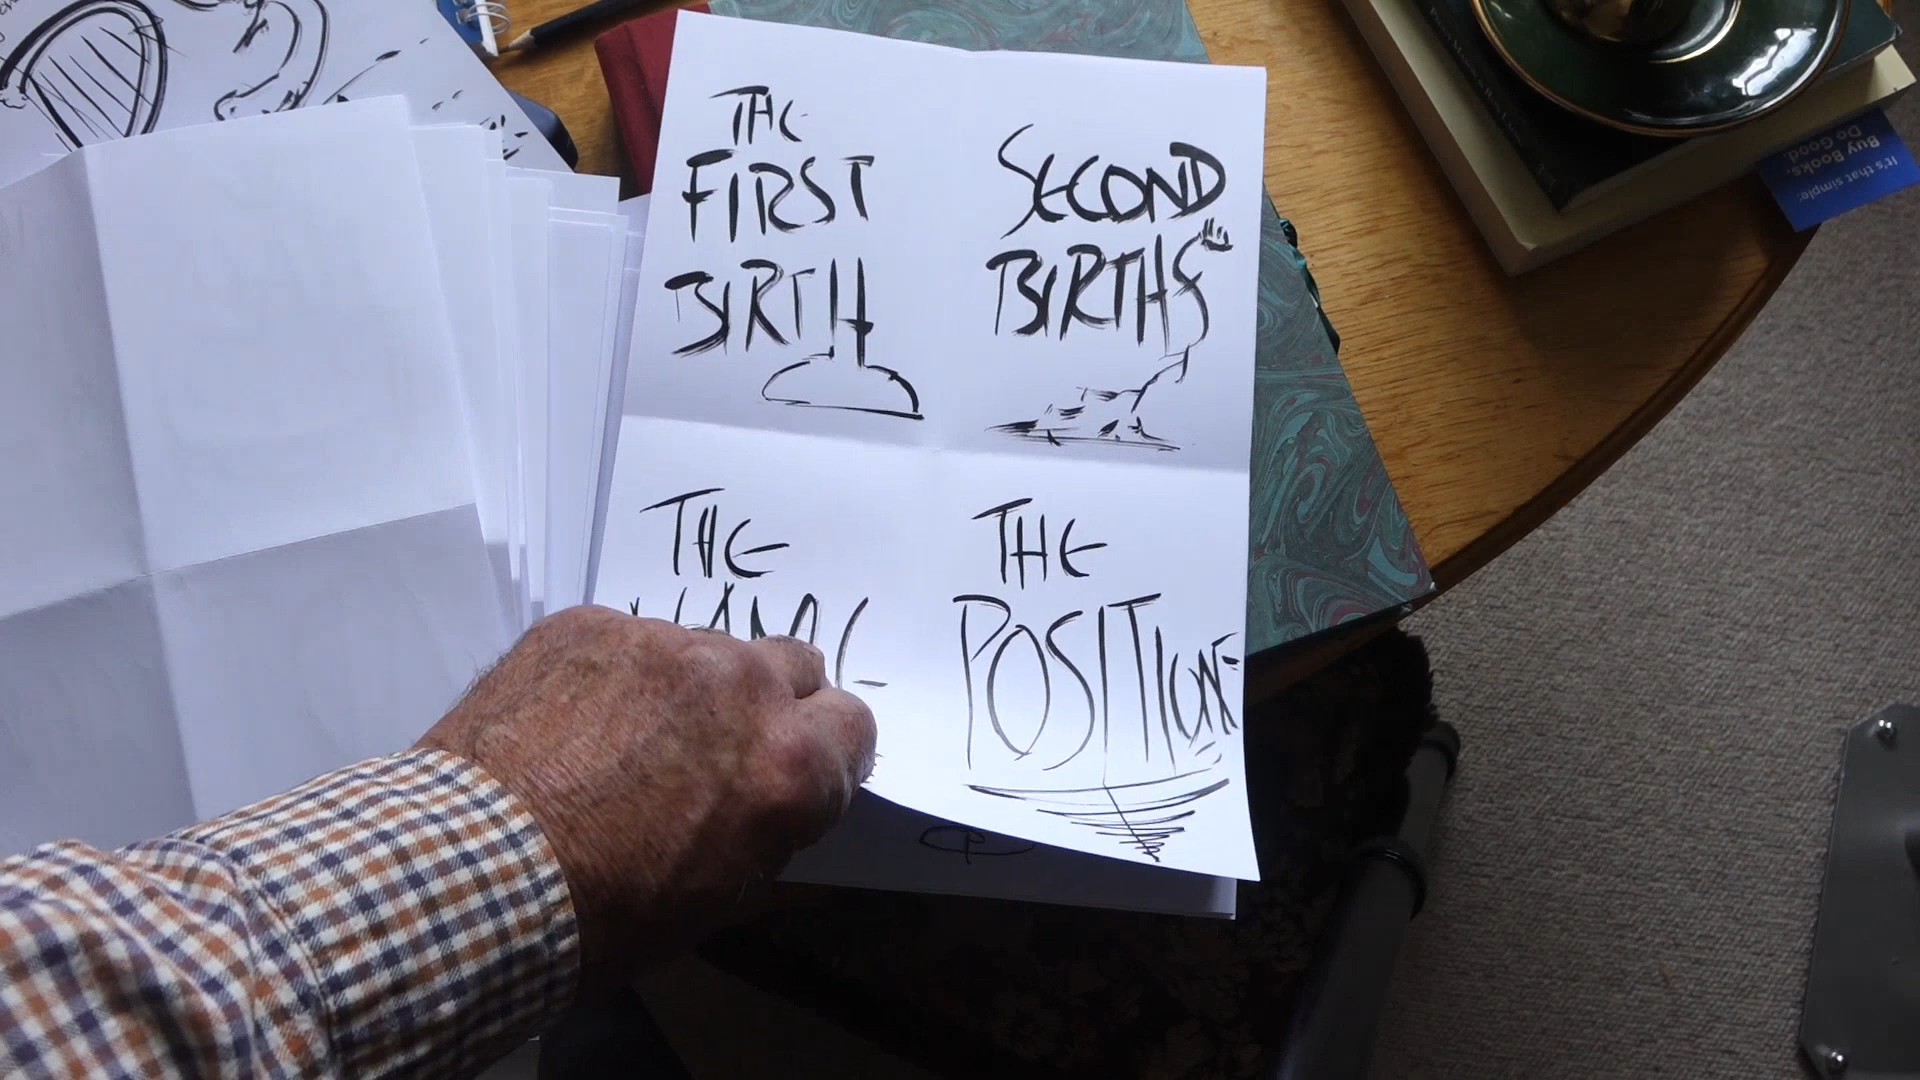 THE
FIRST
BIRTH
SECOND
BIRTHS
THE
THE
POSITION
It's that simple.
Buy Books.
Do Good.